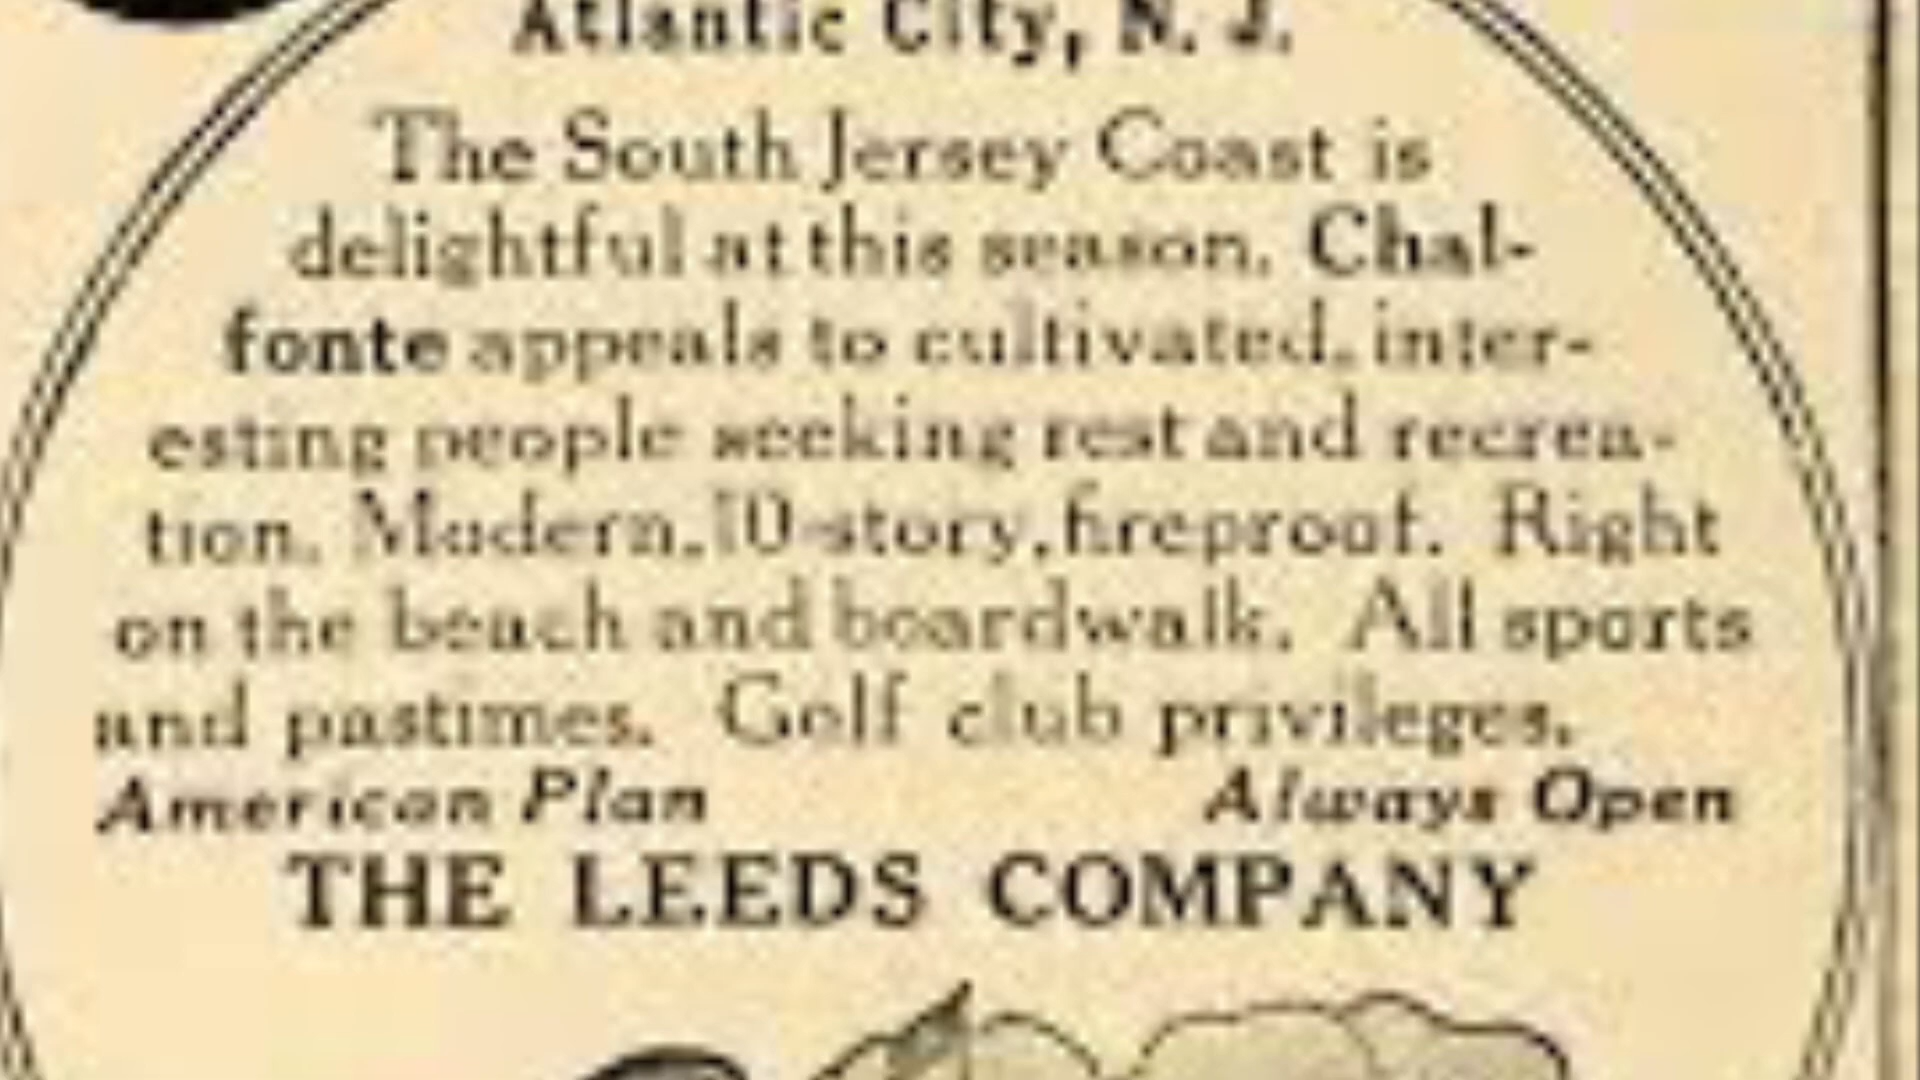 Atlantic City, N. J.
The South Jersey Coast is
delightful at this season. Chal-
fonte appeals to cultivated, inter-
esting people seeking rest and recrea-
tion. Modern, 10-story, fireproof. Right
on the beach and boardwalk. All sports
and pastimes. Golf club privileges.
American Plan Always Open
THE LEEDS COMPANY